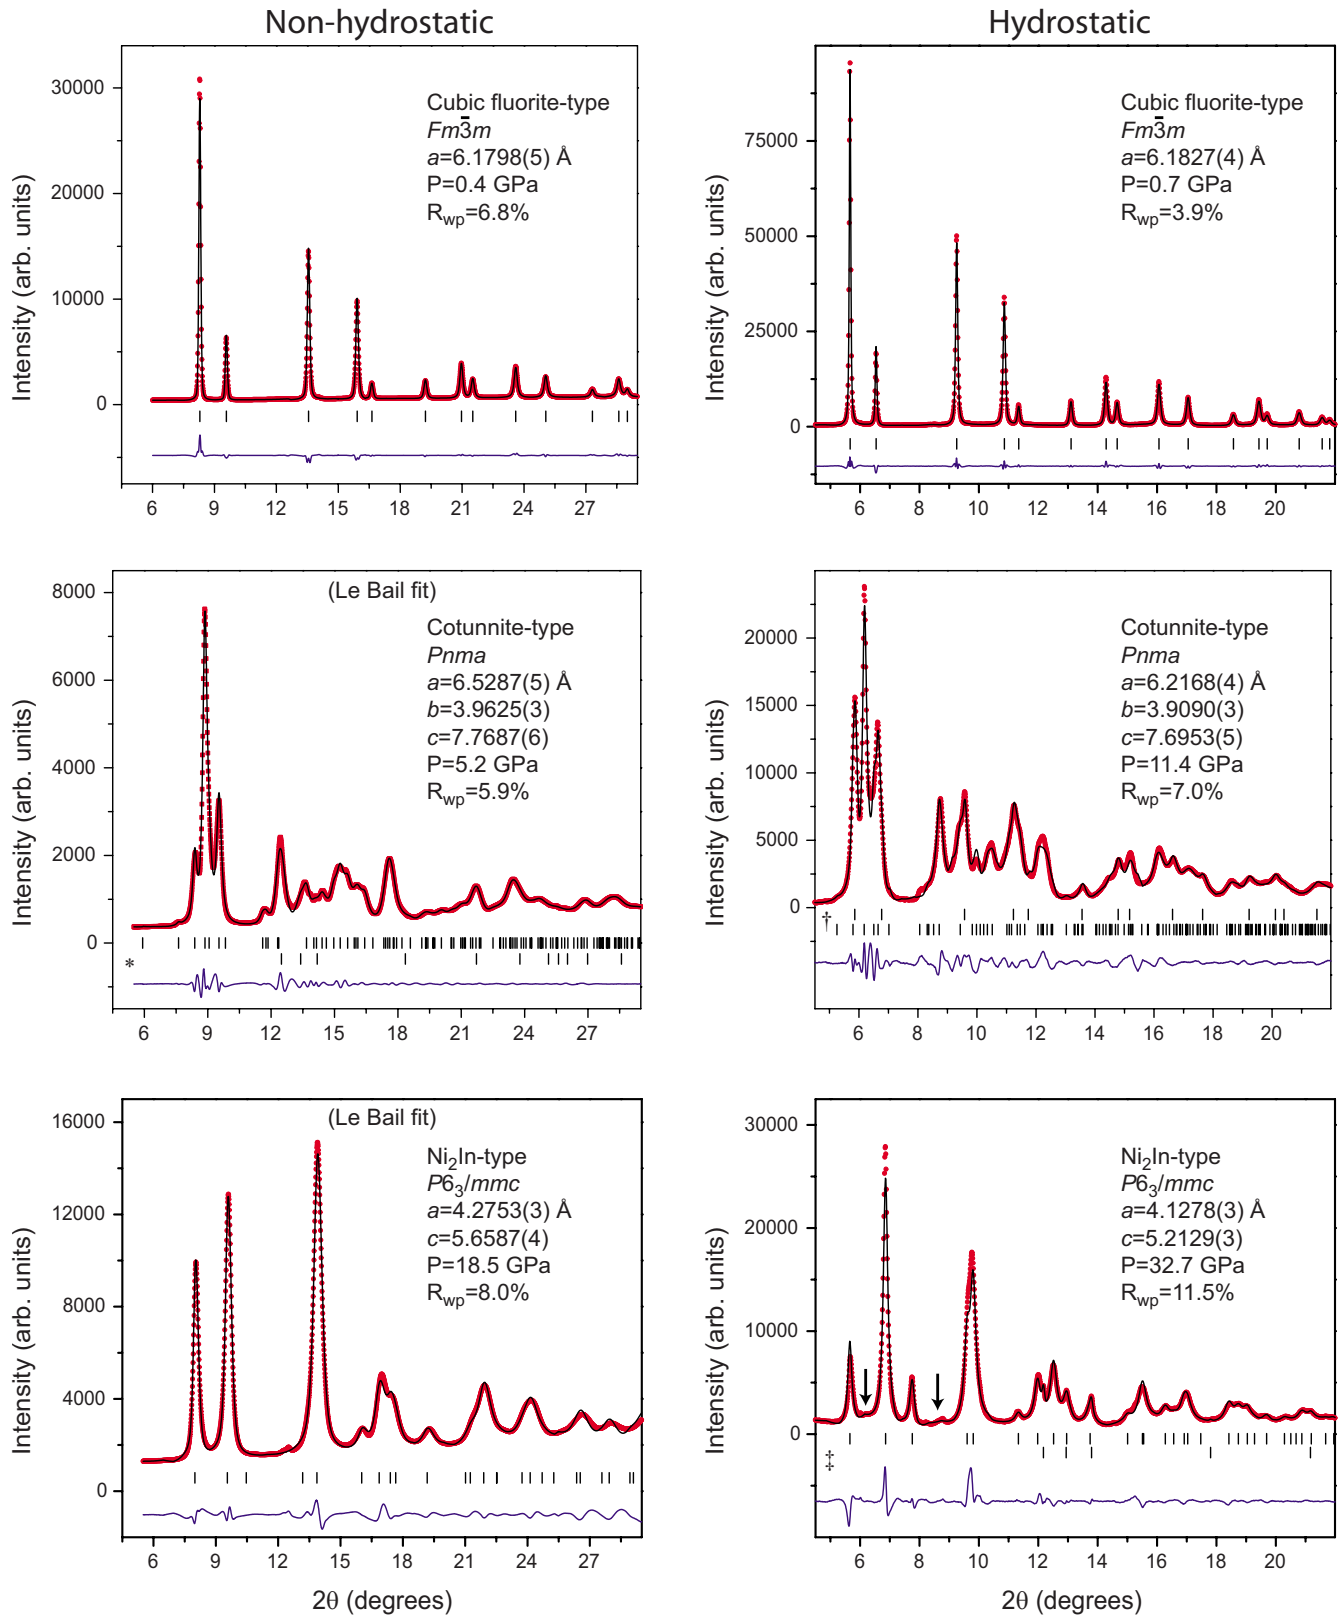 Non-hydrostatic
Hydrostatic
Intensity (arb. units)
30000
20000
10000
0
Cubic fluorite-type
Fm3̅m
a=6.1798(5) Å
P=0.4 GPa
Rwp=6.8%
6 9 12 15 18 21 24 27
Intensity (arb. units)
75000
50000
25000
0
Cubic fluorite-type
Fm3̅m
a=6.1827(4) Å
P=0.7 GPa
Rwp=3.9%
6 8 10 12 14 16 18 20
Intensity (arb. units)
8000
6000
4000
2000
0
*
(Le Bail fit)
Cotunnite-type
Pnma
a=6.5287(5) Å
b=3.9625(3)
c=7.7687(6)
P=5.2 GPa
Rwp=5.9%
6 9 12 15 18 21 24 27
Intensity (arb. units)
20000
15000
10000
5000
0
†
Cotunnite-type
Pnma
a=6.2168(4) Å
b=3.9090(3)
c=7.6953(5)
P=11.4 GPa
Rwp=7.0%
6 8 10 12 14 16 18 20
Intensity (arb. units)
16000
12000
8000
4000
0
(Le Bail fit)
Ni2In-type
P63/mmc
a=4.2753(3) Å
c=5.6587(4)
P=18.5 GPa
Rwp=8.0%
6 9 12 15 18 21 24 27
2θ (degrees)
Intensity (arb. units)
30000
20000
10000
0
‡
Ni2In-type
P63/mmc
a=4.1278(3) Å
c=5.2129(3)
P=32.7 GPa
Rwp=11.5%
6 8 10 12 14 16 18 20
2θ (degrees)